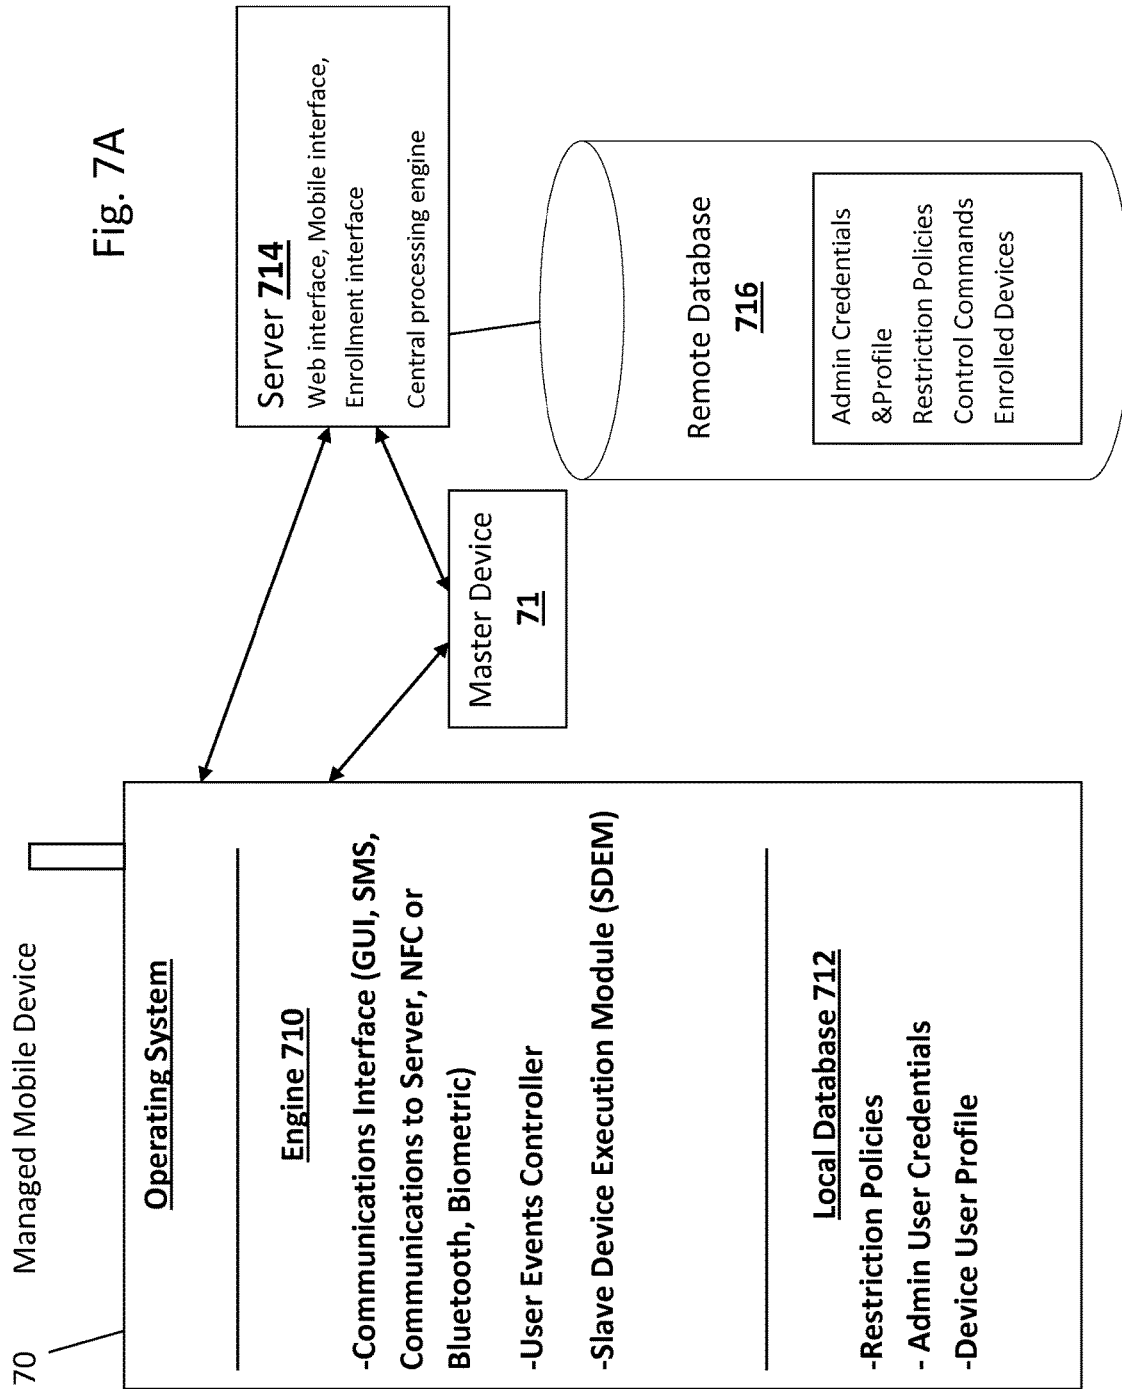 Fig. 7A
70
Managed Mobile Device
Operating System
Engine 710
-Communications Interface (GUI, SMS,
Communications to Server, NFC or
Bluetooth, Biometric)
-User Events Controller
-Slave Device Execution Module (SDEM)
Local Database 712
-Restriction Policies
- Admin User Credentials
-Device User Profile
Master Device
71
Server 714
Web interface, Mobile interface,
Enrollment interface
Central processing engine
Remote Database
716
Admin Credentials
&Profile
Restriction Policies
Control Commands
Enrolled Devices